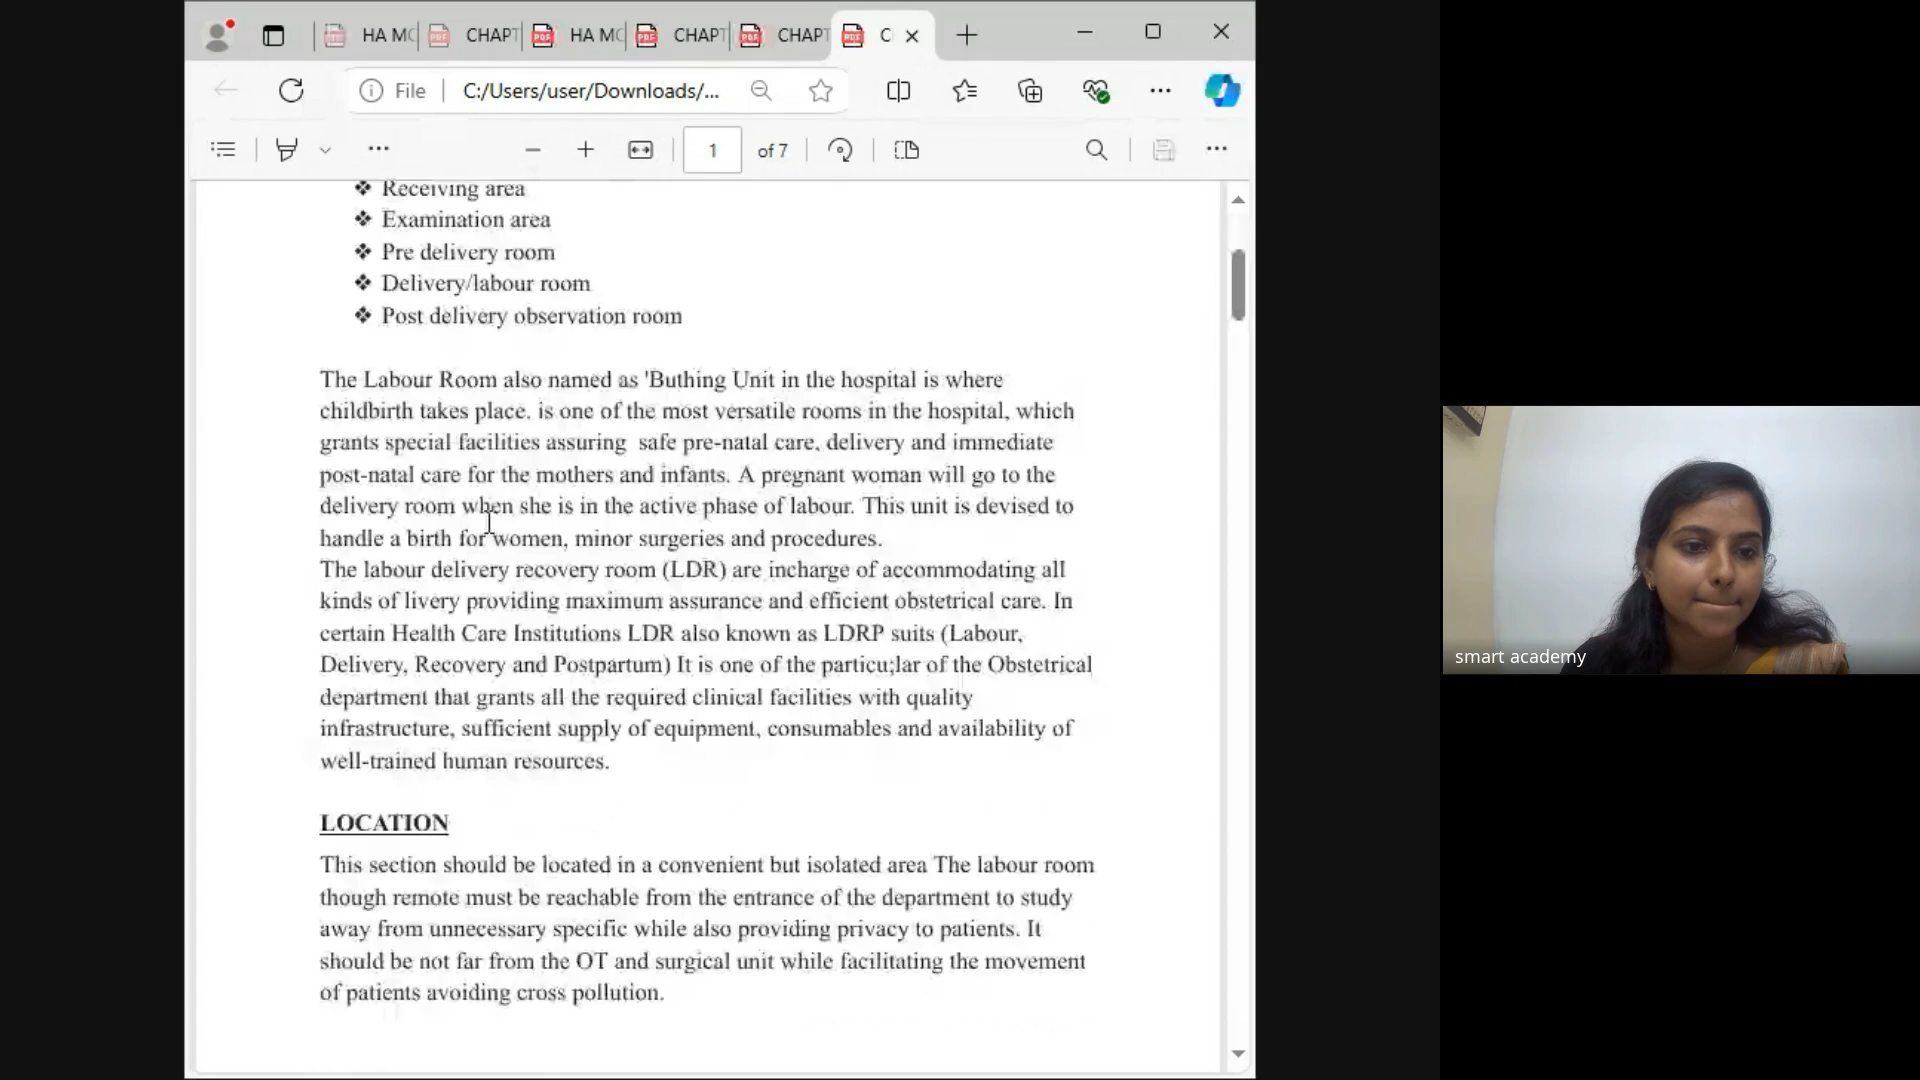 HA MC
CHAPT
HA MC
CHAPT
CHAPT
C
File
C:/Users/user/Downloads/...
1 of 7
❖ Receiving area
❖ Examination area
❖ Pre delivery room
❖ Delivery/labour room
❖ Post delivery observation room
The Labour Room also named as 'Buthing Unit in the hospital is where
childbirth takes place. is one of the most versatile rooms in the hospital, which
grants special facilities assuring safe pre-natal care, delivery and immediate
post-natal care for the mothers and infants. A pregnant woman will go to the
delivery room when she is in the active phase of labour. This unit is devised to
handle a birth for women, minor surgeries and procedures.
The labour delivery recovery room (LDR) are incharge of accommodating all
kinds of livery providing maximum assurance and efficient obstetrical care. In
certain Health Care Institutions LDR also known as LDRP suits (Labour,
Delivery, Recovery and Postpartum) It is one of the particu;lar of the Obstetrical
department that grants all the required clinical facilities with quality
infrastructure, sufficient supply of equipment, consumables and availability of
well-trained human resources.
LOCATION
This section should be located in a convenient but isolated area The labour room
though remote must be reachable from the entrance of the department to study
away from unnecessary specific while also providing privacy to patients. It
should be not far from the OT and surgical unit while facilitating the movement
of patients avoiding cross pollution.
smart academy